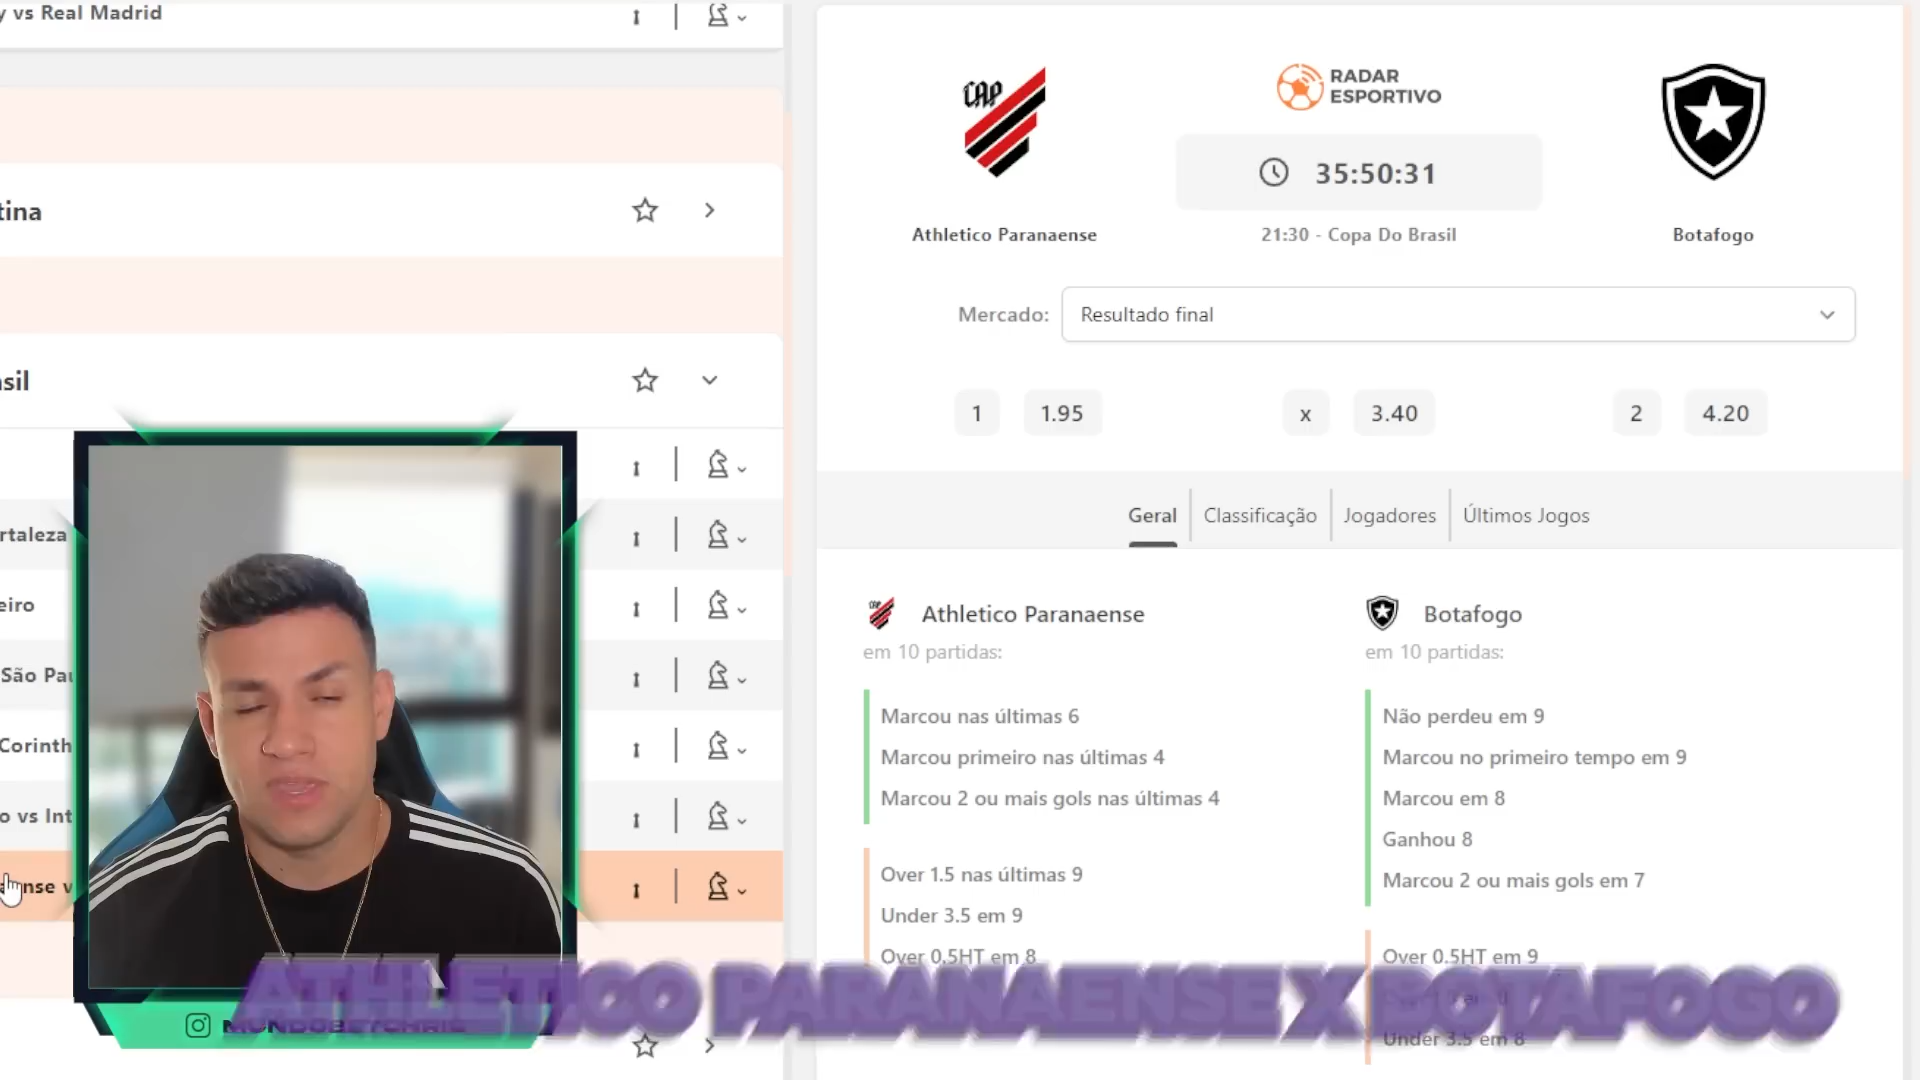 vs Real Madrid
tina
sil
rtaleza
eiro
São Pau
Corinth
o vs Int
nse v
CAP
RADAR
ESPORTIVO
35:50:31
Athletico Paranaense
21:30 - Copa Do Brasil
Botafogo
Mercado:
Resultado final
1
1.95
x
3.40
2
4.20
Geral
Classificação
Jogadores
Últimos Jogos
Athletico Paranaense
em 10 partidas:
Marcou nas últimas 6
Marcou primeiro nas últimas 4
Marcou 2 ou mais gols nas últimas 4
Over 1.5 nas últimas 9
Under 3.5 em 9
Over 0.5HT em 8
Botafogo
em 10 partidas:
Não perdeu em 9
Marcou no primeiro tempo em 9
Marcou em 8
Ganhou 8
Marcou 2 ou mais gols em 7
Over 0.5HT em 9
Under 3.5 em 8
ATHLETICO PARANAENSE X BOTAFOGO